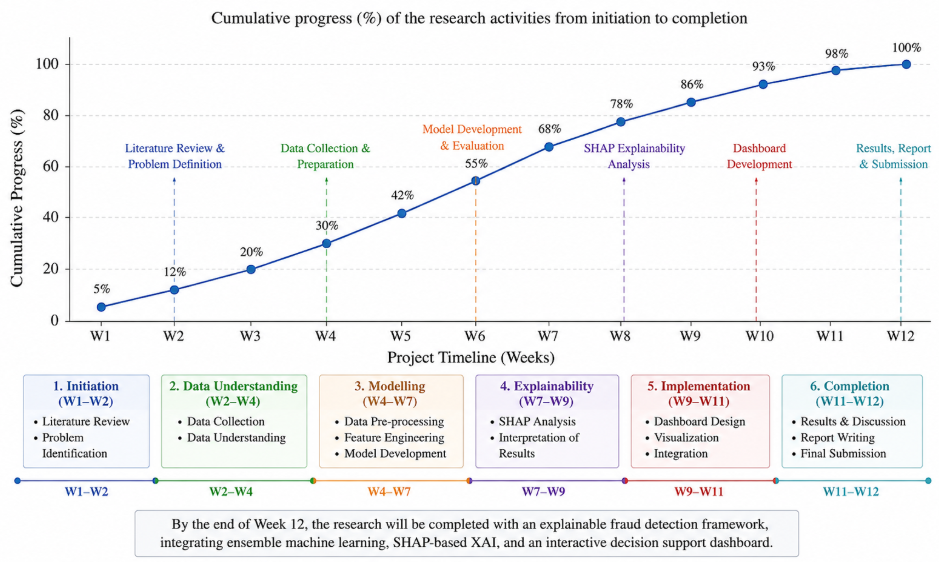 Cumulative progress (%) of the research activities from initiation to completion
Cumulative Progress (%)
100
80
60
40
20
0
5%
12%
20%
30%
42%
55%
68%
78%
86%
93%
98%
100%
Literature Review &
Problem Definition
Data Collection &
Preparation
Model Development
& Evaluation
SHAP Explainability
Analysis
Dashboard
Development
Results, Report
& Submission
W1 W2 W3 W4 W5 W6 W7 W8 W9 W10 W11 W12
Project Timeline (Weeks)
1. Initiation
(W1–W2)
• Literature Review
• Problem
Identification
2. Data Understanding
(W2–W4)
• Data Collection
• Data Understanding
3. Modelling
(W4–W7)
• Data Pre-processing
• Feature Engineering
• Model Development
4. Explainability
(W7–W9)
• SHAP Analysis
• Interpretation of
Results
5. Implementation
(W9–W11)
• Dashboard Design
• Visualization
• Integration
6. Completion
(W11–W12)
• Results & Discussion
• Report Writing
• Final Submission
W1–W2 W2–W4 W4–W7 W7–W9 W9–W11 W11–W12
By the end of Week 12, the research will be completed with an explainable fraud detection framework,
integrating ensemble machine learning, SHAP-based XAI, and an interactive decision support dashboard.